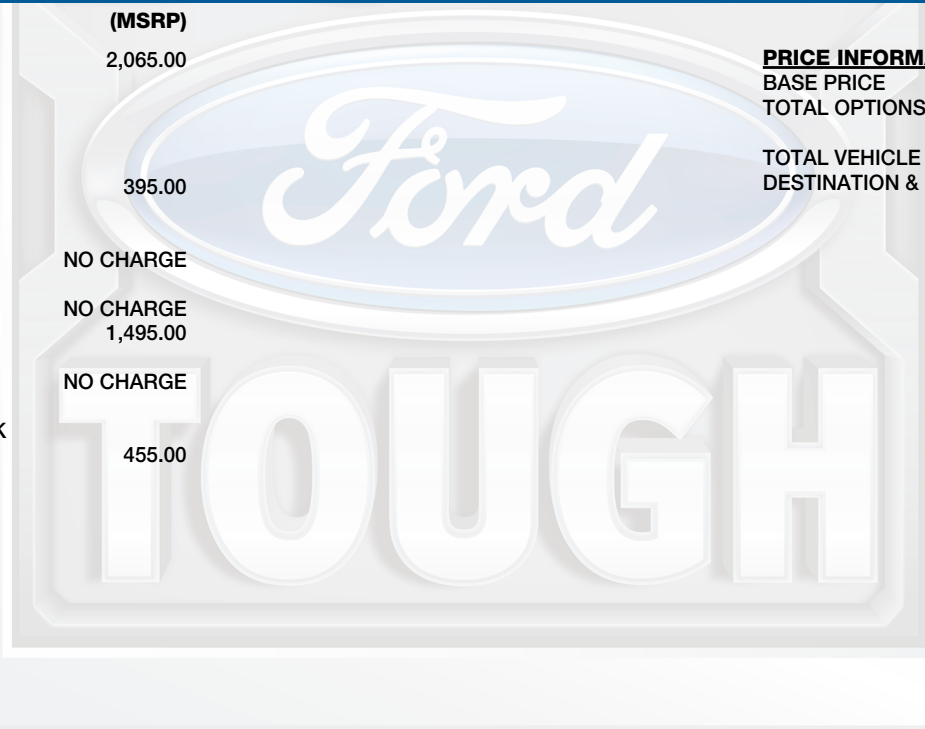 (MSRP)
2,065.00
PRICE INFORM
BASE PRICE
TOTAL OPTIONS
TOTAL VEHICLE
395.00
DESTINATION &
Ford
NO CHARGE
NO CHARGE
1,495.00
NO CHARGE
K
455.00
TOUGH